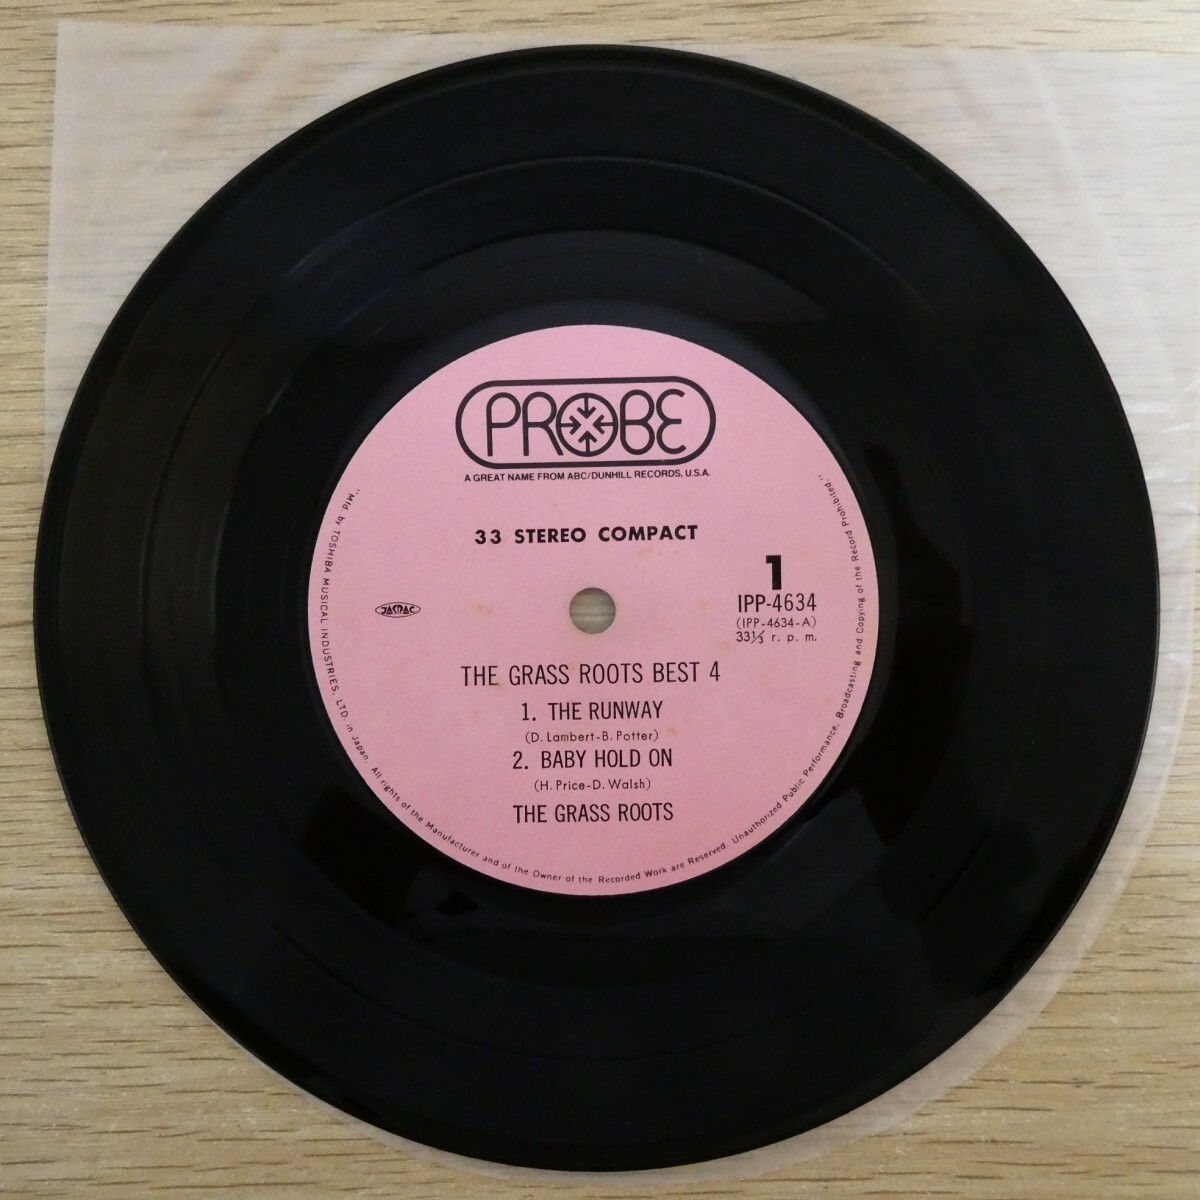 PROBE
A GREAT NAME FROM ABC/DUNHILL RECORDS, U.S.A.
33 STEREO COMPACT
JASRAC
1
IPP-4634
(IPP-4634-A)
33⅓ r. p. m.
THE GRASS ROOTS BEST 4
1. THE RUNWAY
(D. Lambert-B. Potter)
2. BABY HOLD ON
(H. Price-D. Walsh)
THE GRASS ROOTS
"Mfd. by TOSHIBA MUSICAL INDUSTRIES, LTD. in Japan. All rights of the Manufacturer and of the Owner of the Recorded Work are Reserved. Unauthorized Public Performance, Broadcasting and Copying of the Record Prohibited."